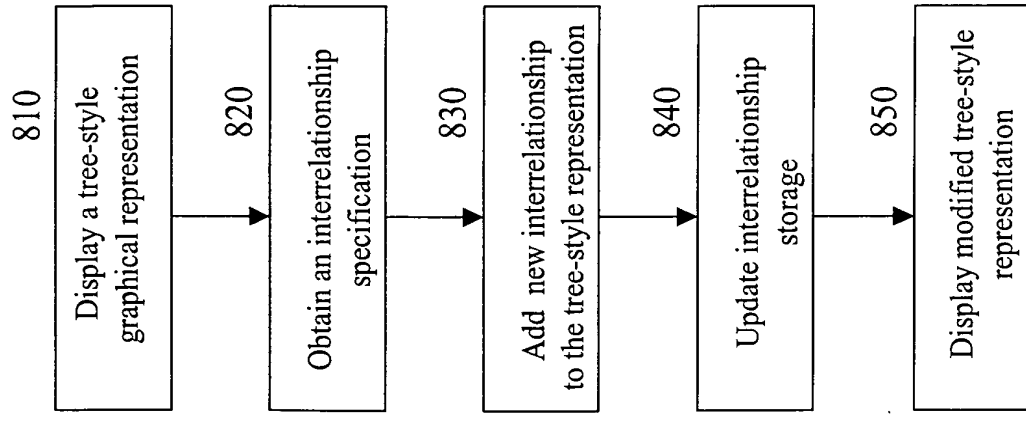 810
Display a tree-style
graphical representation
820
Obtain an interrelationship
specification
830
Add new interrelationship
to the tree-style representation
840
Update interrelationship
storage
850
Display modified tree-style
representation